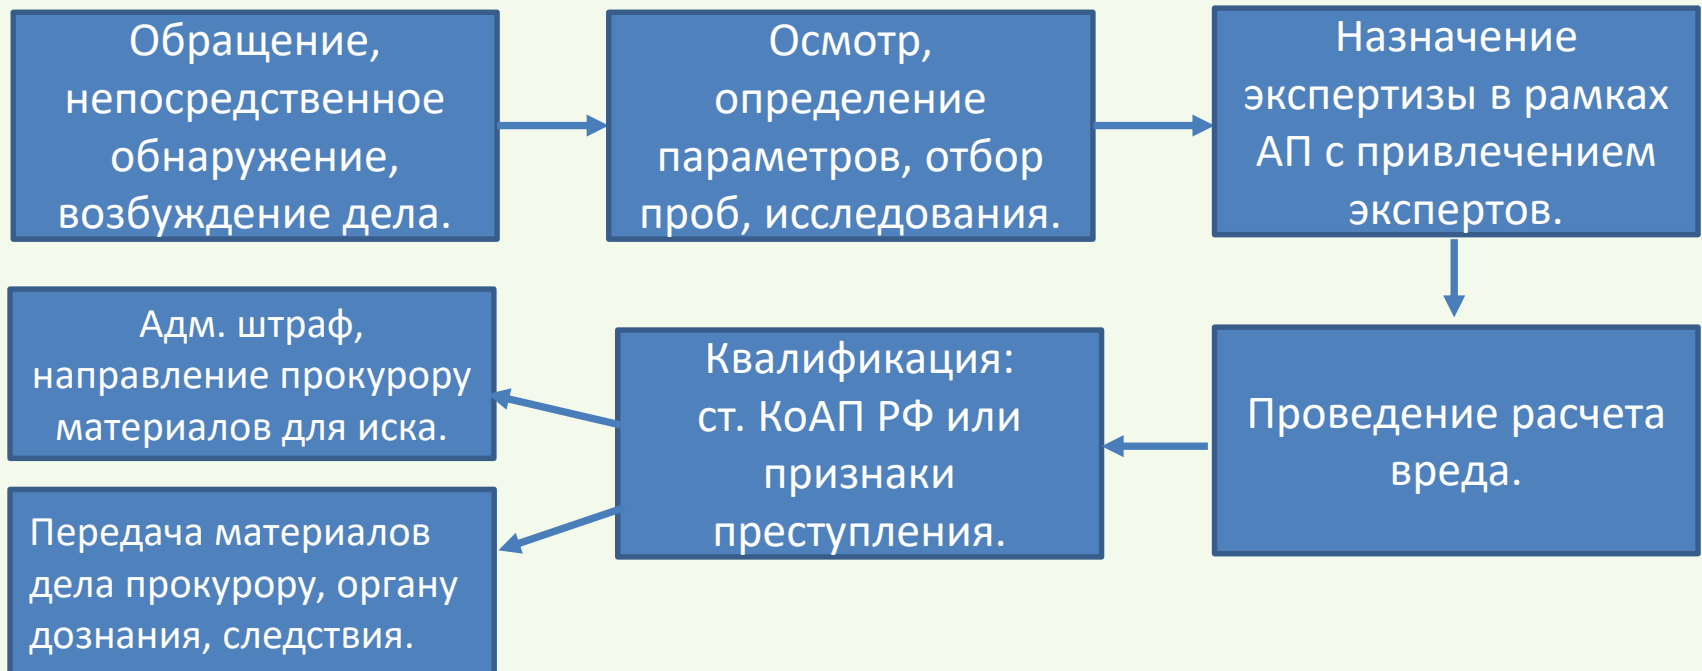 Обращение,
непосредственное
обнаружение,
возбуждение дела.
Осмотр,
определение
параметров, отбор
проб, исследования.
Назначение
экспертизы в рамках
АП с привлечением
экспертов.
Проведение расчета
вреда.
Квалификация:
ст. КоАП РФ или
признаки
преступления.
Адм. штраф,
направление прокурору
материалов для иска.
Передача материалов
дела прокурору, органу
дознания, следствия.